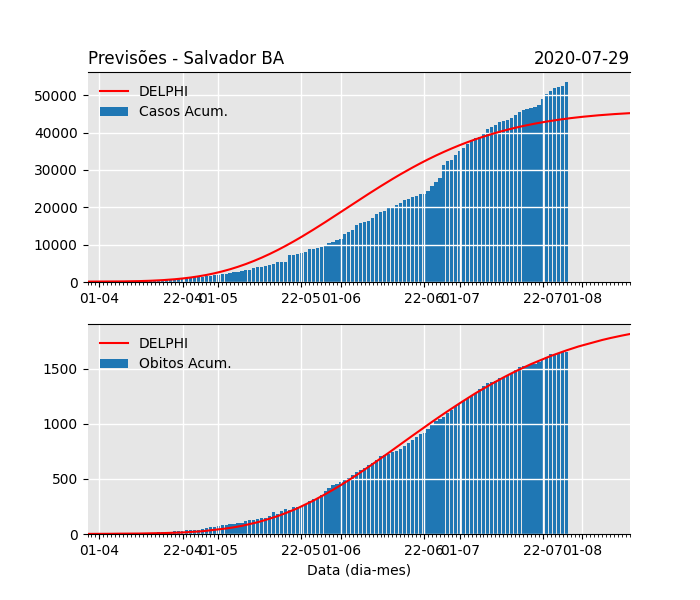 Previsões - Salvador BA 2020-07-29
DELPHI
Casos Acum.
50000
40000
30000
20000
10000
0
01-04 22-04 01-05 22-05 01-06 22-06 01-07 22-07 01-08
DELPHI
Obitos Acum.
1500
1000
500
0
01-04 22-04 01-05 22-05 01-06 22-06 01-07 22-07 01-08
Data (dia-mes)